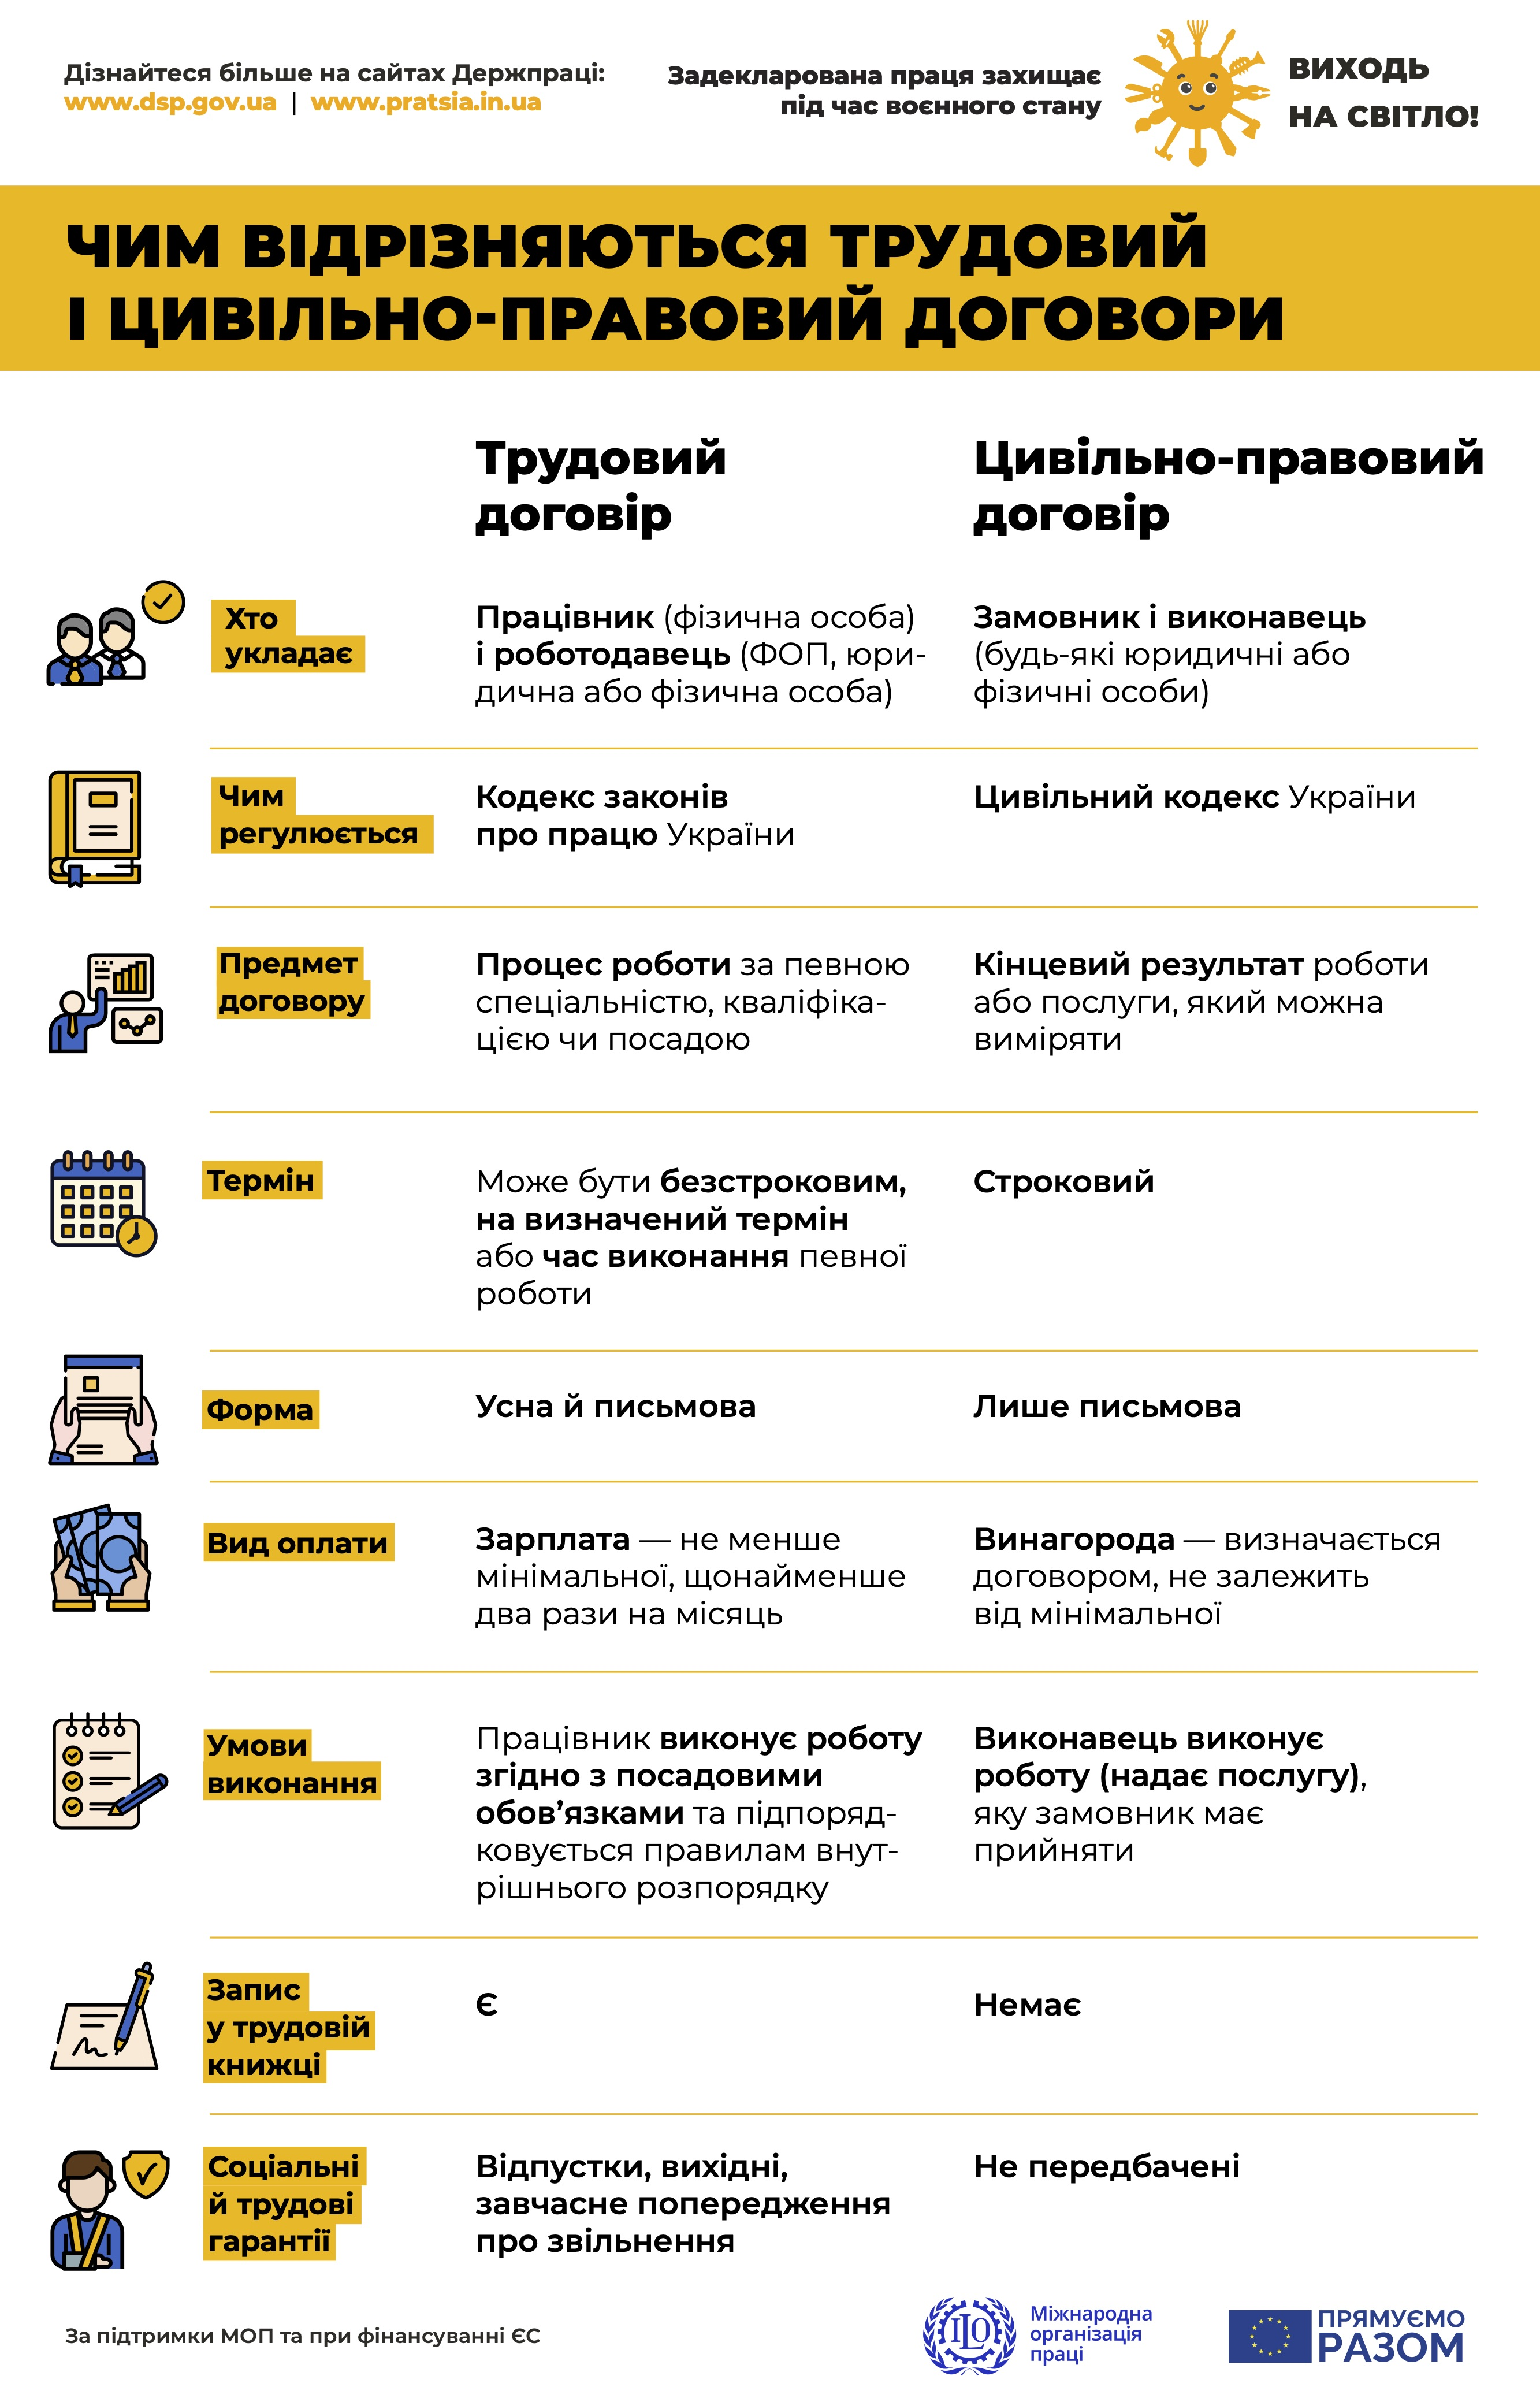 Дізнайтеся більше на сайтах Держпраці:
www.dsp.gov.ua | www.pratsia.in.ua
Задекларована праця захищає
під час воєнного стану
ВИХОДЬ
НА СВІТЛО!
ЧИМ ВІДРІЗНЯЮТЬСЯ ТРУДОВИЙ
І ЦИВІЛЬНО-ПРАВОВИЙ ДОГОВОРИ
Трудовий
договір
Цивільно-правовий
договір
Хто
укладає
Працівник (фізична особа)
і роботодавець (ФОП, юри-
дична або фізична особа)
Замовник і виконавець
(будь-які юридичні або
фізичні особи)
Чим
регулюється
Кодекс законів
про працю України
Цивільний кодекс України
Предмет
договору
Процес роботи за певною
спеціальністю, кваліфіка-
цією чи посадою
Кінцевий результат роботи
або послуги, який можна
виміряти
Термін
Може бути безстроковим,
на визначений термін
або час виконання певної
роботи
Строковий
Форма
Усна й письмова
Лише письмова
Вид оплати
Зарплата — не менше
мінімальної, щонайменше
два рази на місяць
Винагорода — визначається
договором, не залежить
від мінімальної
Умови
виконання
Працівник виконує роботу
згідно з посадовими
обов’язками та підпоряд-
ковується правилам внут-
рішнього розпорядку
Виконавець виконує
роботу (надає послугу),
яку замовник має
прийняти
Запис
у трудовій
книжці
Є
Немає
Соціальні
й трудові
гарантії
Відпустки, вихідні,
завчасне попередження
про звільнення
Не передбачені
За підтримки МОП та при фінансуванні ЄС
ILO
Міжнародна
організація
праці
ПРЯМУЄМО
РАЗОМ